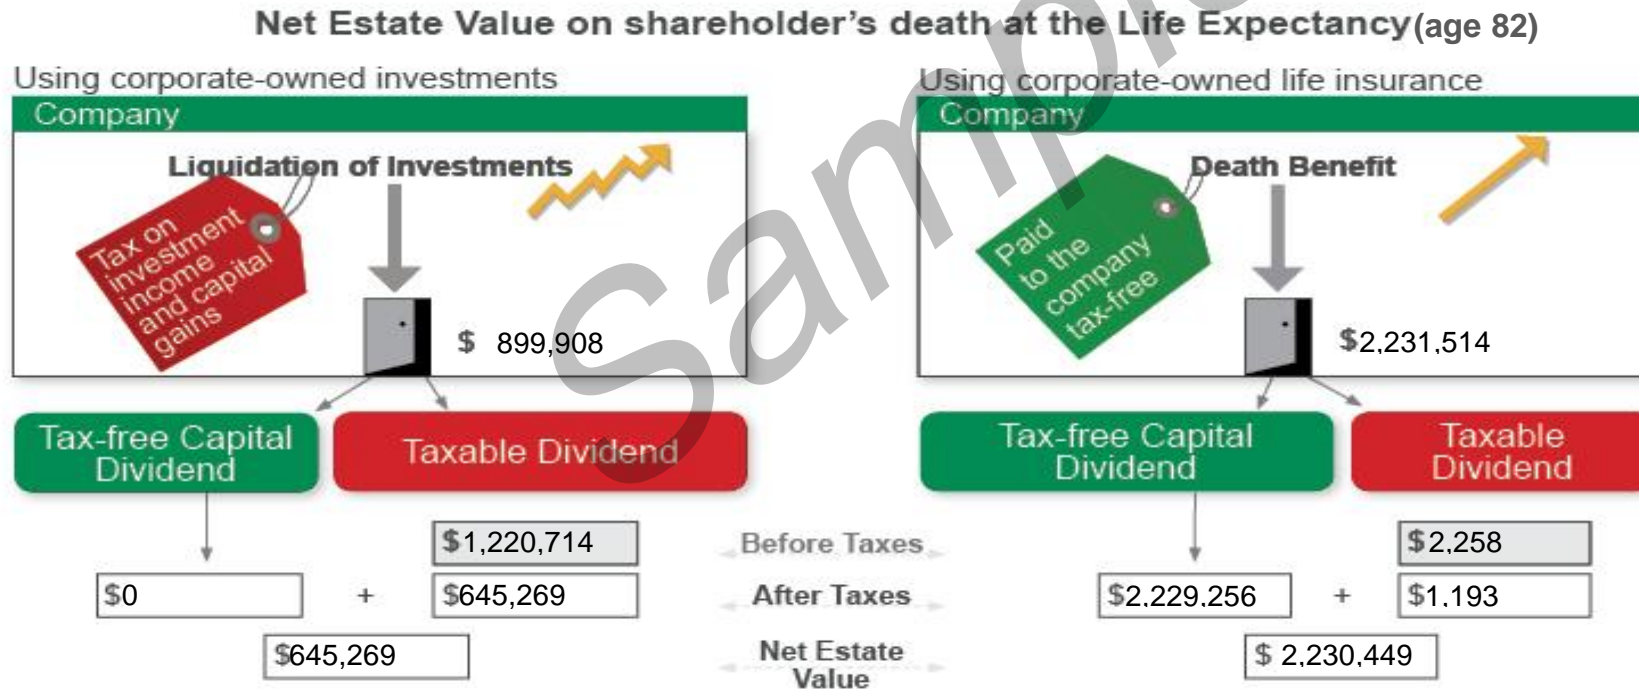 Net Estate Value on shareholder's death at the Life Expectancy(age 82)
Using corporate-owned investments
Company
Liquidation of Investments
Tax on
investment
income
and capital
gains
$ 899,908
Tax-free Capital
Dividend
Taxable Dividend
$1,220,714
$0
+
$645,269
$645,269
Before Taxes
After Taxes
Net Estate
Value
Using corporate-owned life insurance
Company
Death Benefit
Paid
to the
company
tax-free
$2,231,514
Tax-free Capital
Dividend
Taxable
Dividend
$2,258
$2,229,256
+
$1,193
$ 2,230,449
Sample